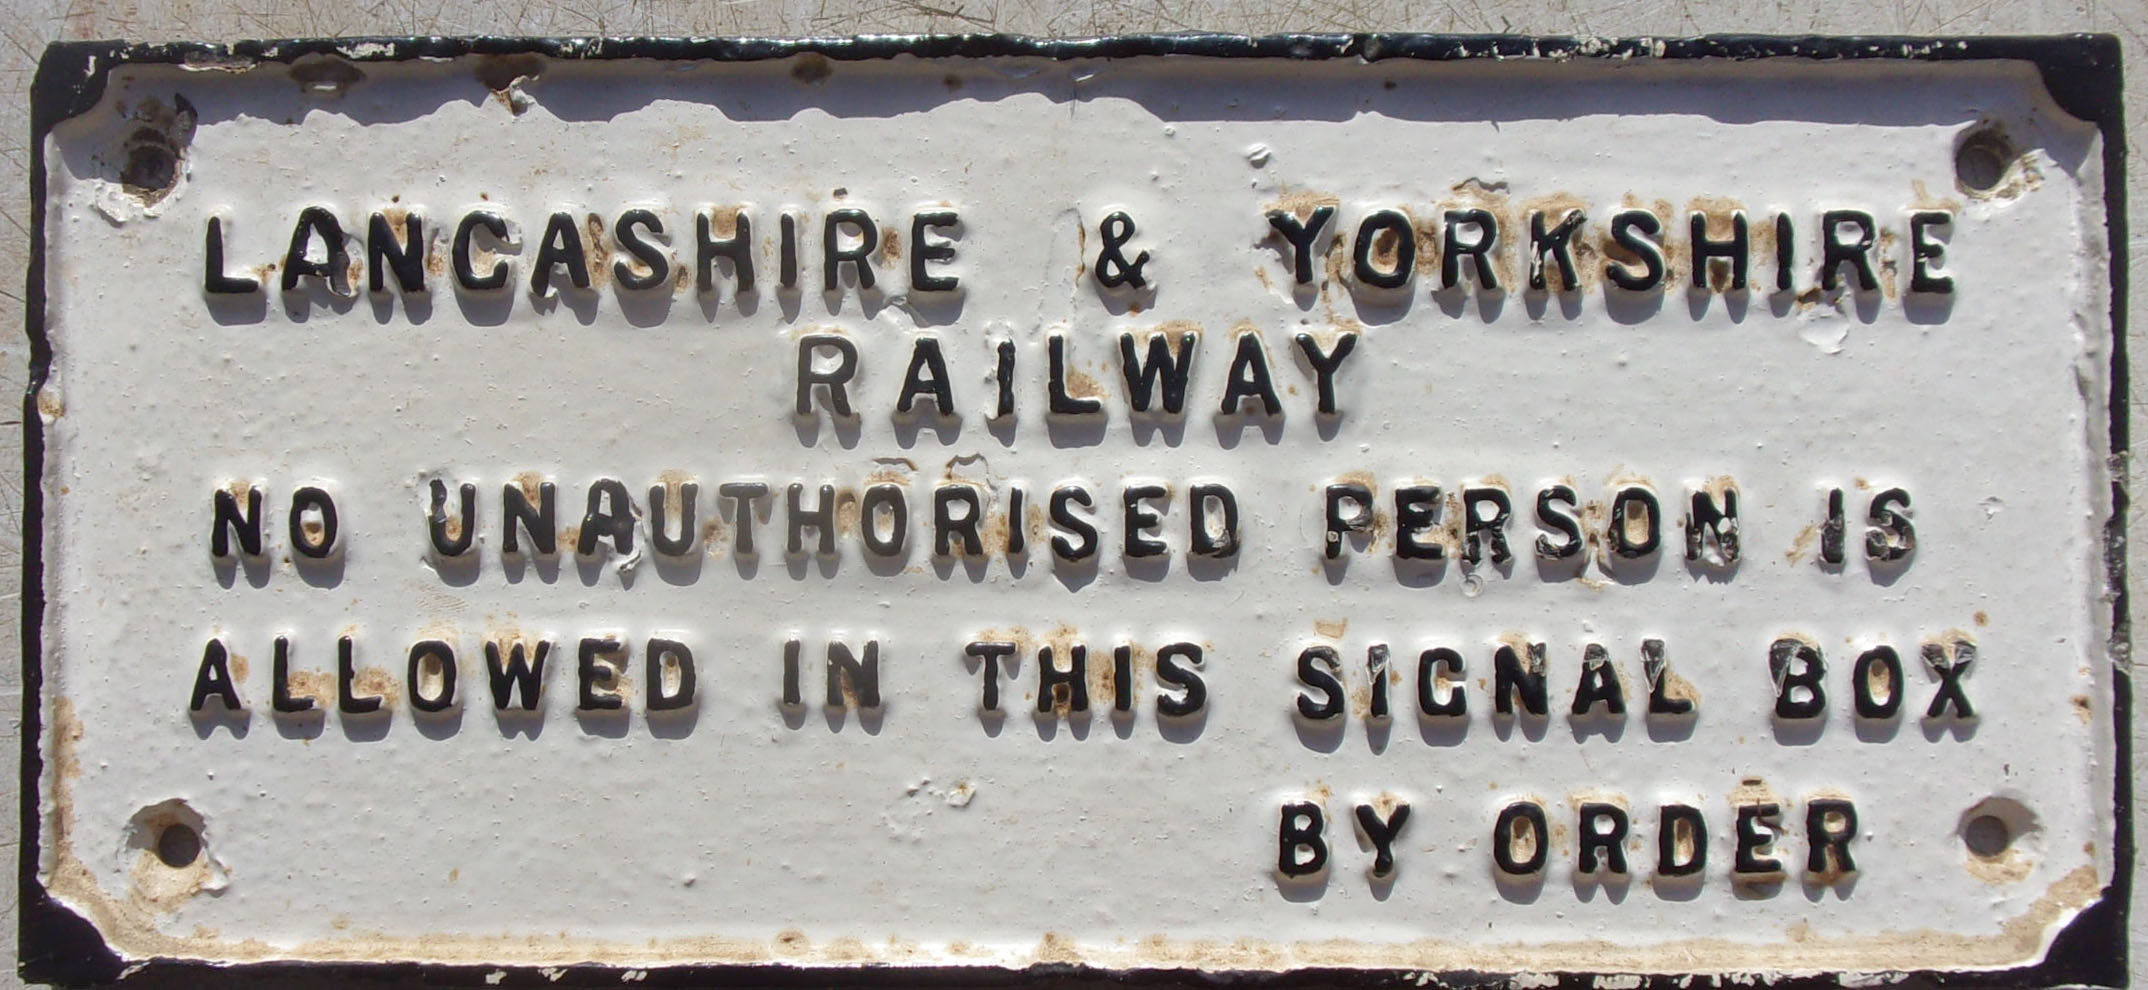 LANCASHIRE & YORKSHIRE
RAILWAY
NO UNAUTHORISED PERSON IS
ALLOWED IN THIS SIGNAL BOX
BY ORDER